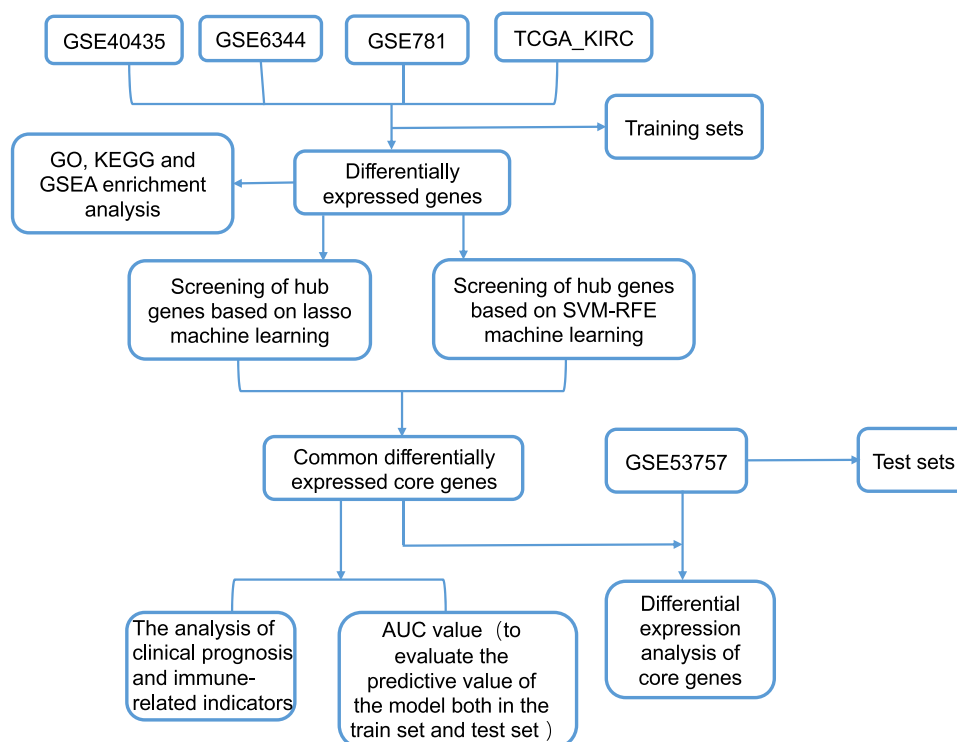 GSE40435
GSE6344
GSE781
TCGA_KIRC
Training sets
GO, KEGG and
GSEA enrichment
analysis
Differentially
expressed genes
Screening of hub
genes based on lasso
machine learning
Screening of hub genes
based on SVM-RFE
machine learning
Common differentially
expressed core genes
GSE53757
Test sets
The analysis of
clinical prognosis
and immune-
related indicators
AUC value（to
evaluate the
predictive value of
the model both in the
train set and test set ）
Differential
expression
analysis of
core genes